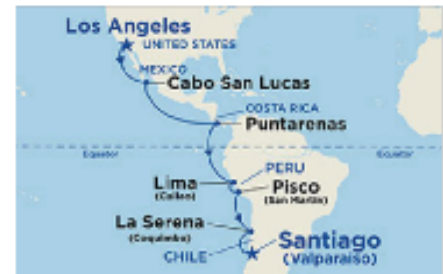 Los Angeles
UNITED STATES
MEXICO
Cabo San Lucas
COSTA RICA
Puntarenas
Equator
Equator
PERU
Lima
(Callao)
Pisco
(San Martin)
La Serena
(Coquimbo)
CHILE
Santiago
(Valparaiso)